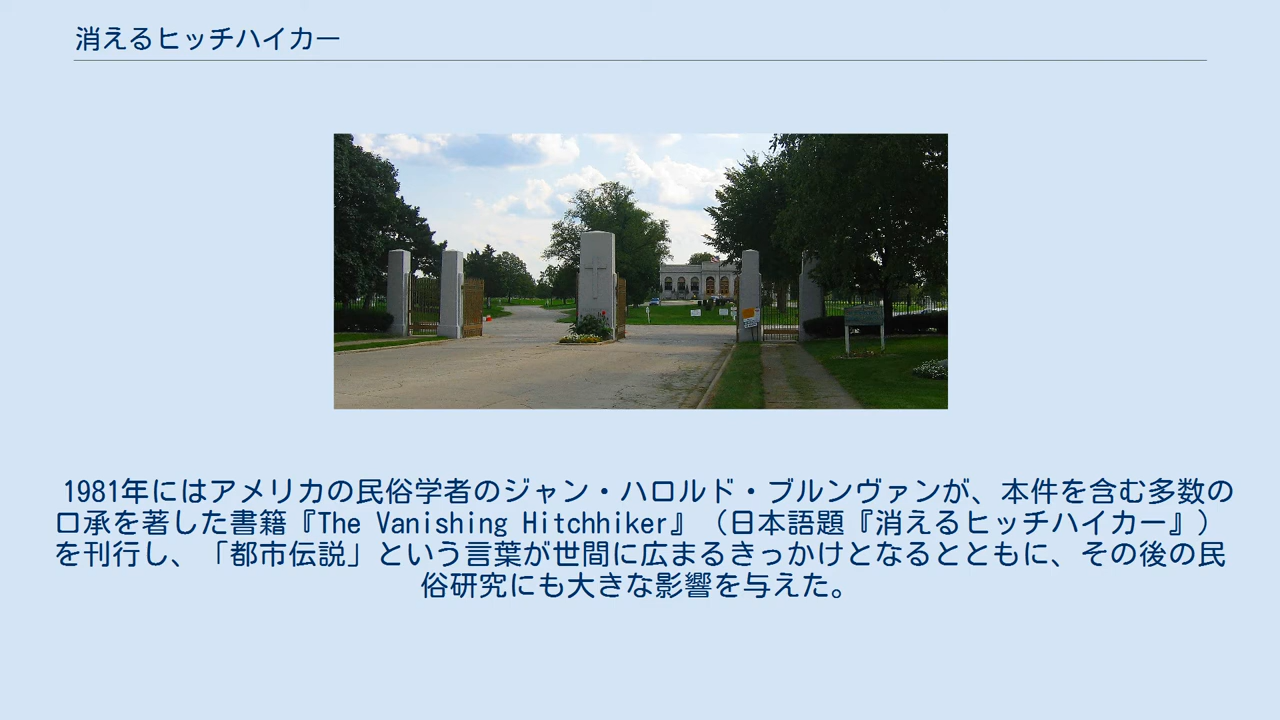 消えるヒッチハイカー
1981年にはアメリカの民俗学者のジャン・ハロルド・ブルンヴァンが、本件を含む多数の
口承を著した書籍『The Vanishing Hitchhiker』（日本語題『消えるヒッチハイカー』）
を刊行し、「都市伝説」という言葉が世間に広まるきっかけとなるとともに、その後の民
俗研究にも大きな影響を与えた。